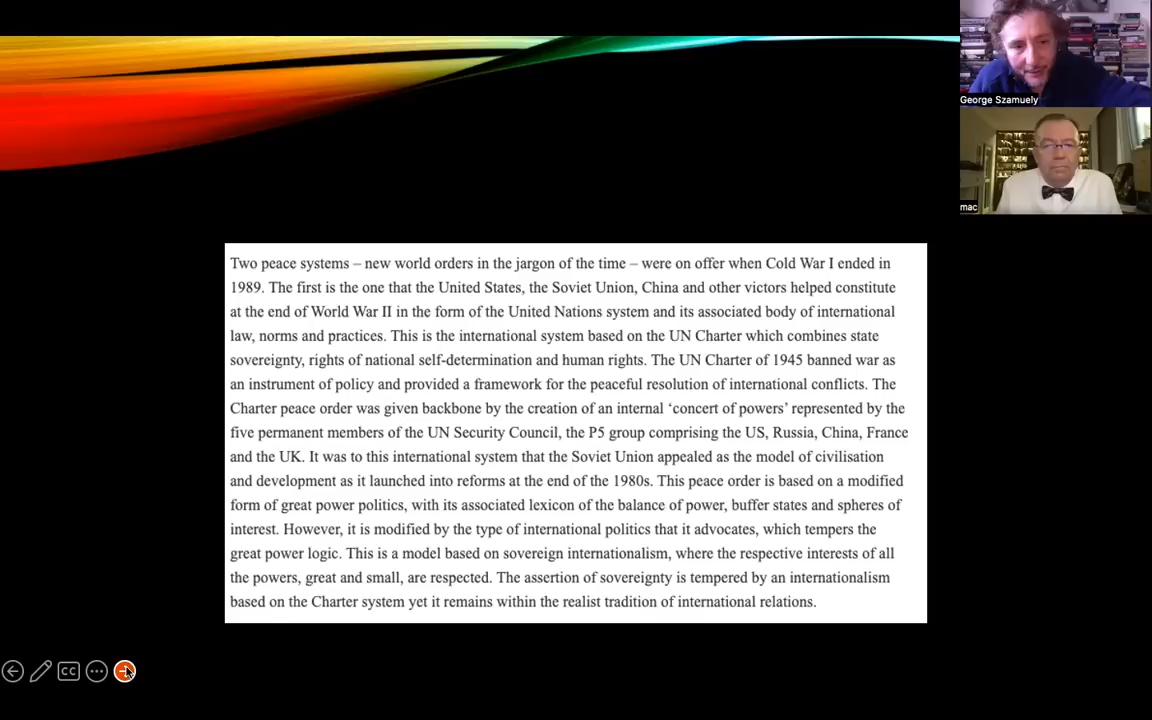 George Szamuely
mac
Two peace systems – new world orders in the jargon of the time – were on offer when Cold War I ended in
1989. The first is the one that the United States, the Soviet Union, China and other victors helped constitute
at the end of World War II in the form of the United Nations system and its associated body of international
law, norms and practices. This is the international system based on the UN Charter which combines state
sovereignty, rights of national self-determination and human rights. The UN Charter of 1945 banned war as
an instrument of policy and provided a framework for the peaceful resolution of international conflicts. The
Charter peace order was given backbone by the creation of an internal ‘concert of powers’ represented by the
five permanent members of the UN Security Council, the P5 group comprising the US, Russia, China, France
and the UK. It was to this international system that the Soviet Union appealed as the model of civilisation
and development as it launched into reforms at the end of the 1980s. This peace order is based on a modified
form of great power politics, with its associated lexicon of the balance of power, buffer states and spheres of
interest. However, it is modified by the type of international politics that it advocates, which tempers the
great power logic. This is a model based on sovereign internationalism, where the respective interests of all
the powers, great and small, are respected. The assertion of sovereignty is tempered by an internationalism
based on the Charter system yet it remains within the realist tradition of international relations.
CC